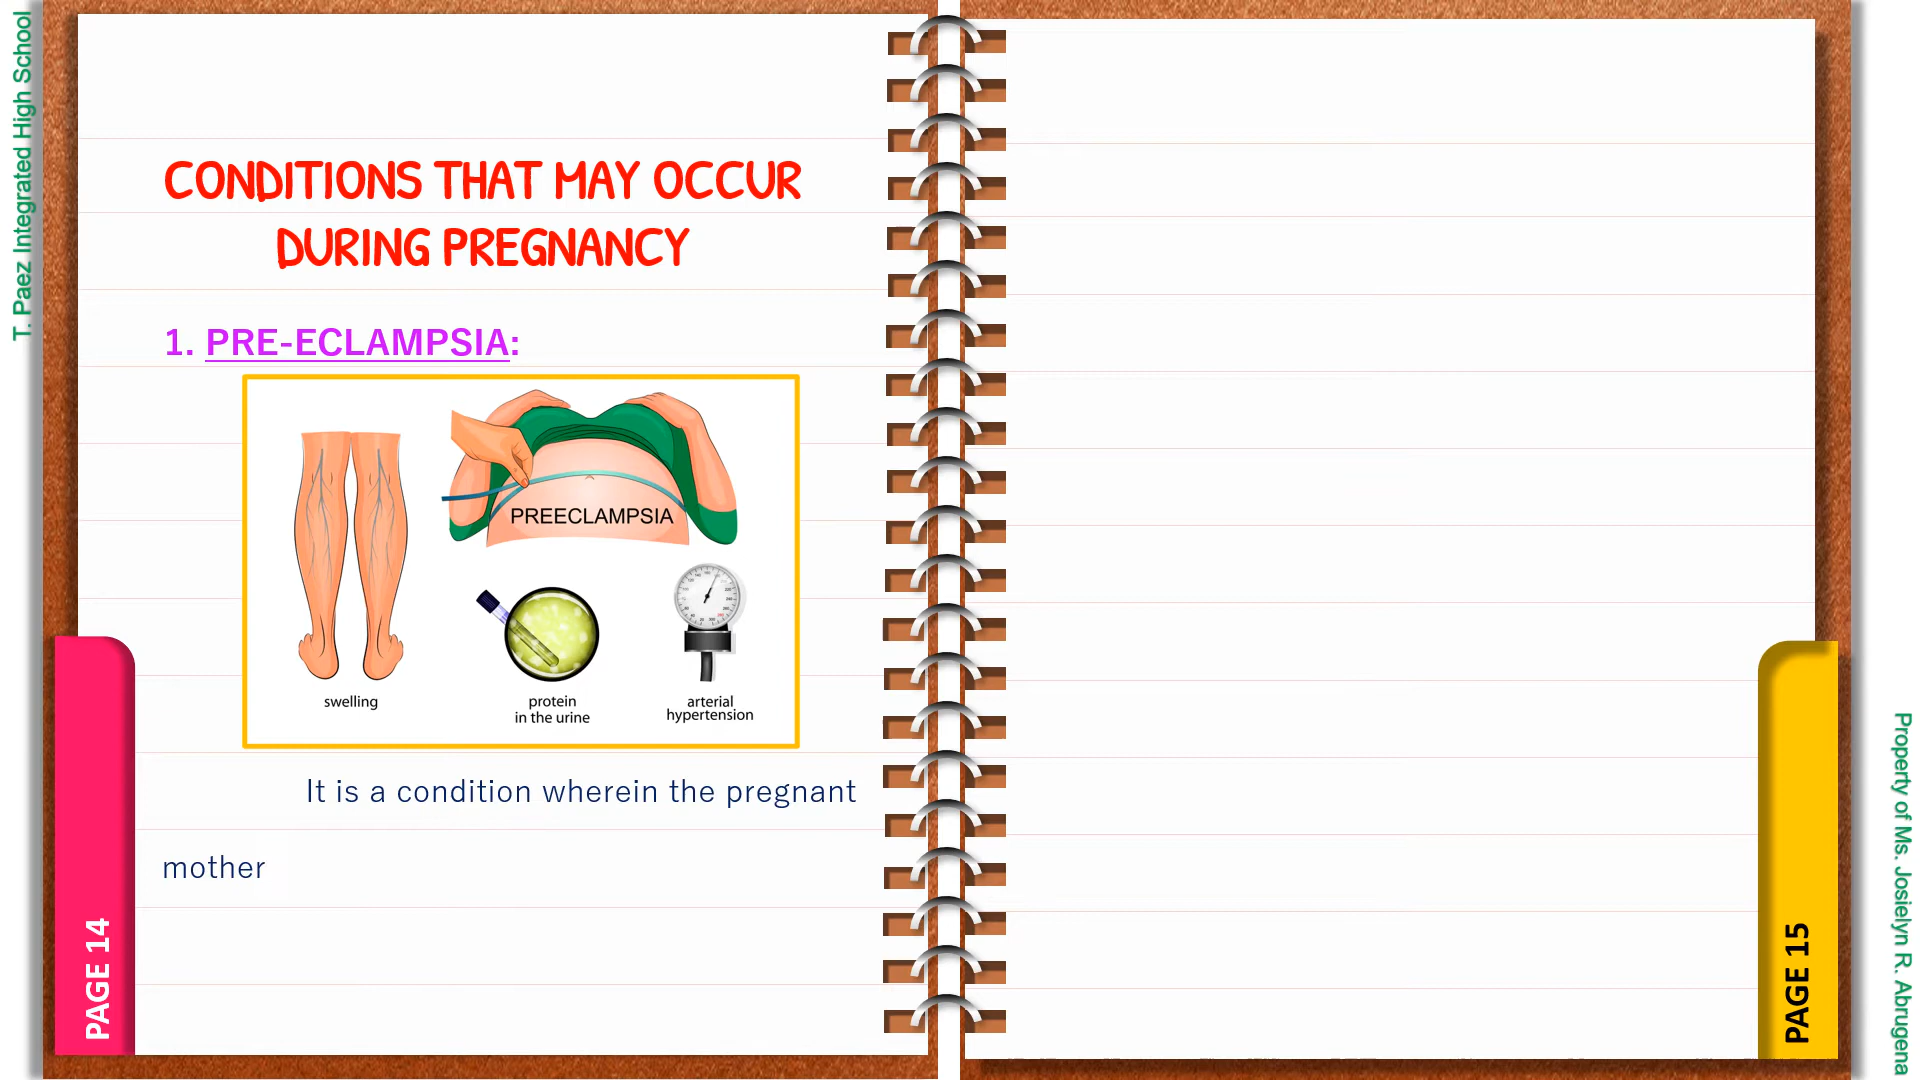 T. Paez Integrated High School
CONDITIONS THAT MAY OCCUR
DURING PREGNANCY
1. PRE-ECLAMPSIA:
PREECLAMPSIA
swelling
protein
in the urine
arterial
hypertension
It is a condition wherein the pregnant
mother
PAGE 14
PAGE 15
Property of Ms. Josielyn R. Abrugena